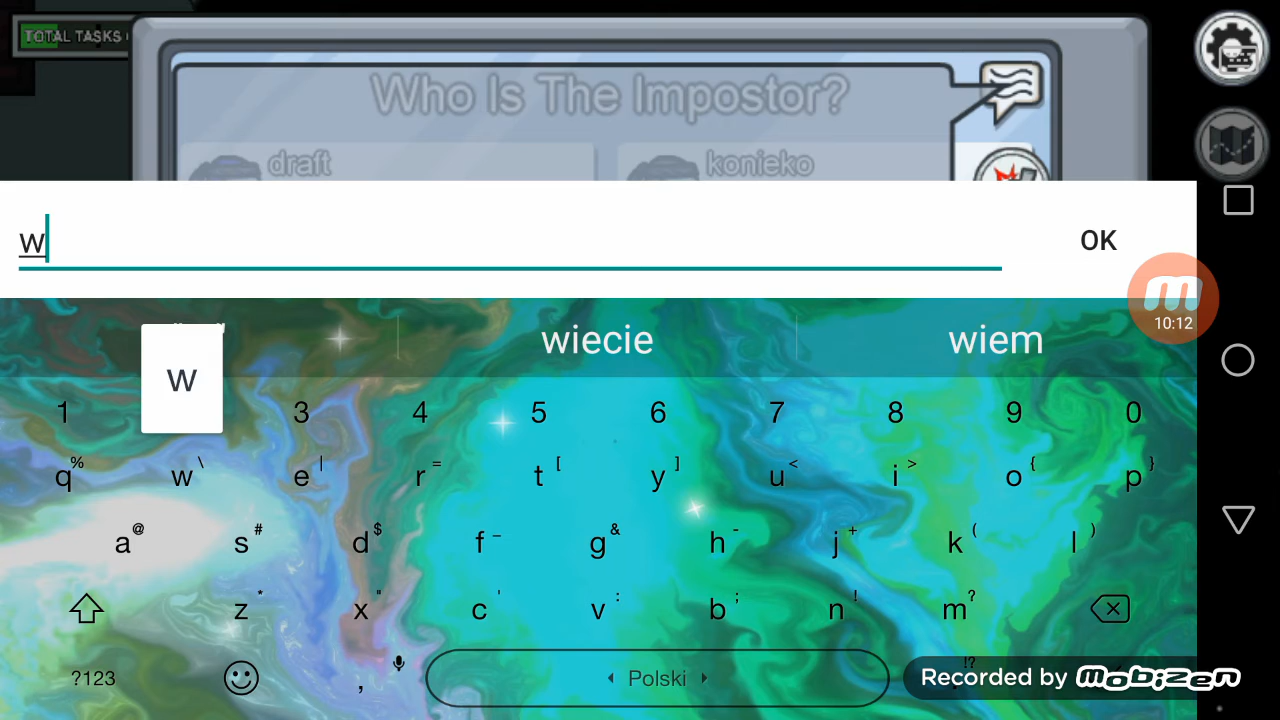 TOTAL TASKS
Who Is The Impostor?
draft
konieko
w
OK
10:12
wiecie
wiem
w
1 3 4 5 6 7 8 9 0
q% w\ e| r= t[ y] u< i> o{ p}
a@ s# d$ f– g& h- j+ k( l)
z* x" c' v: b; n! m?
?123 , Polski !?
Recorded by mobizen